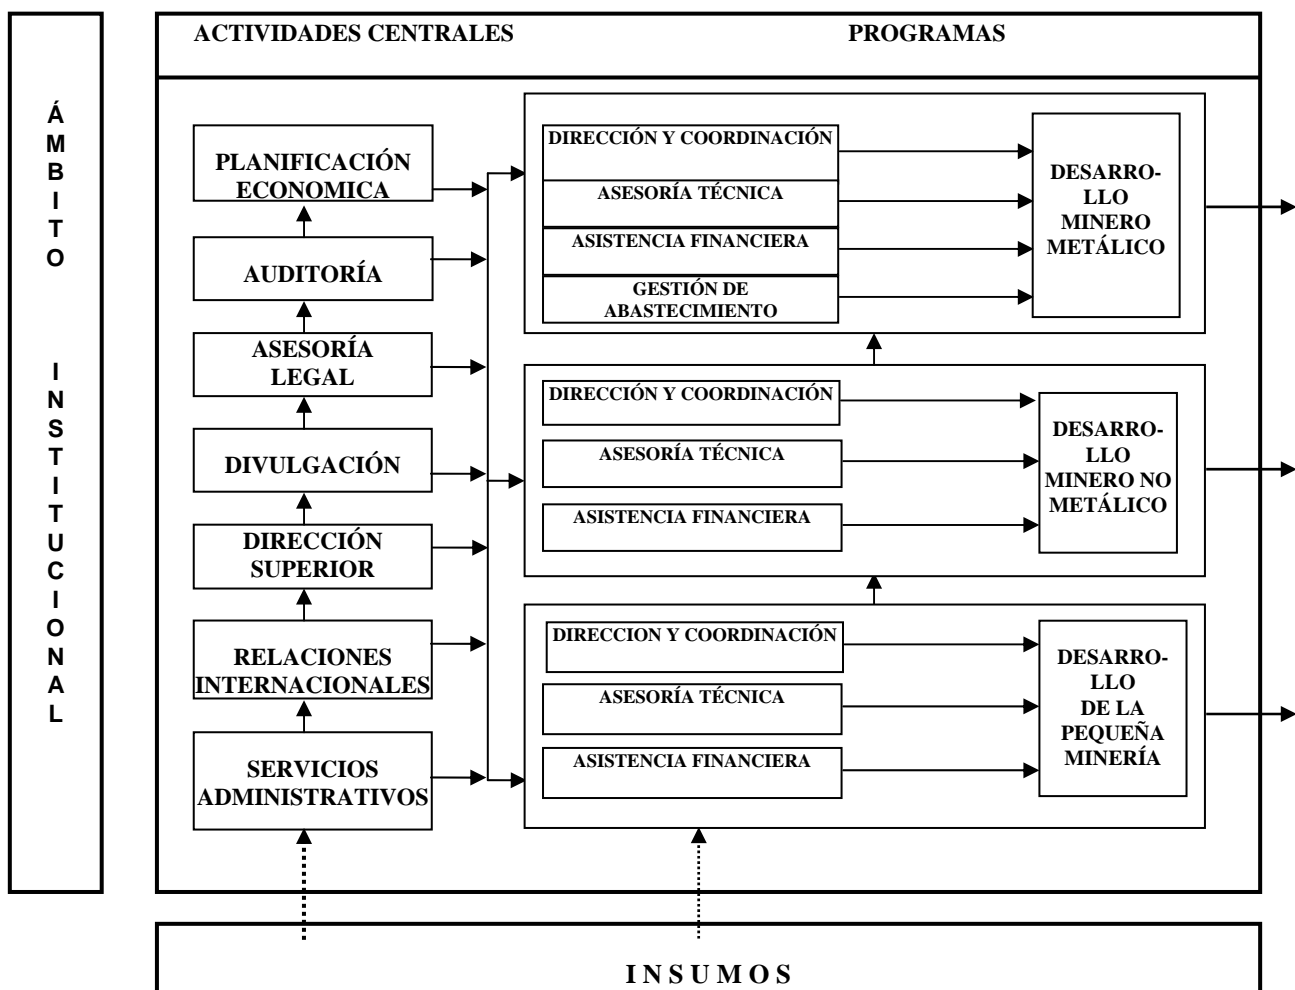 ACTIVIDADES CENTRALES
PROGRAMAS
ÁMBITO
INSTITUCIONAL
PLANIFICACIÓN
ECONOMICA
AUDITORÍA
ASESORÍA
LEGAL
DIVULGACIÓN
DIRECCIÓN
SUPERIOR
RELACIONES
INTERNACIONALES
SERVICIOS
ADMINISTRATIVOS
DIRECCIÓN Y COORDINACIÓN
ASESORÍA TÉCNICA
ASISTENCIA FINANCIERA
GESTIÓN DE
ABASTECIMIENTO
DESARRO-
LLO
MINERO
METÁLICO
DIRECCIÓN Y COORDINACIÓN
ASESORÍA TÉCNICA
ASISTENCIA FINANCIERA
DESARRO-
LLO
MINERO NO
METÁLICO
DIRECCION Y COORDINACIÓN
ASESORÍA TÉCNICA
ASISTENCIA FINANCIERA
DESARRO-
LLO
DE LA
PEQUEÑA
MINERÍA
I N S U M O S